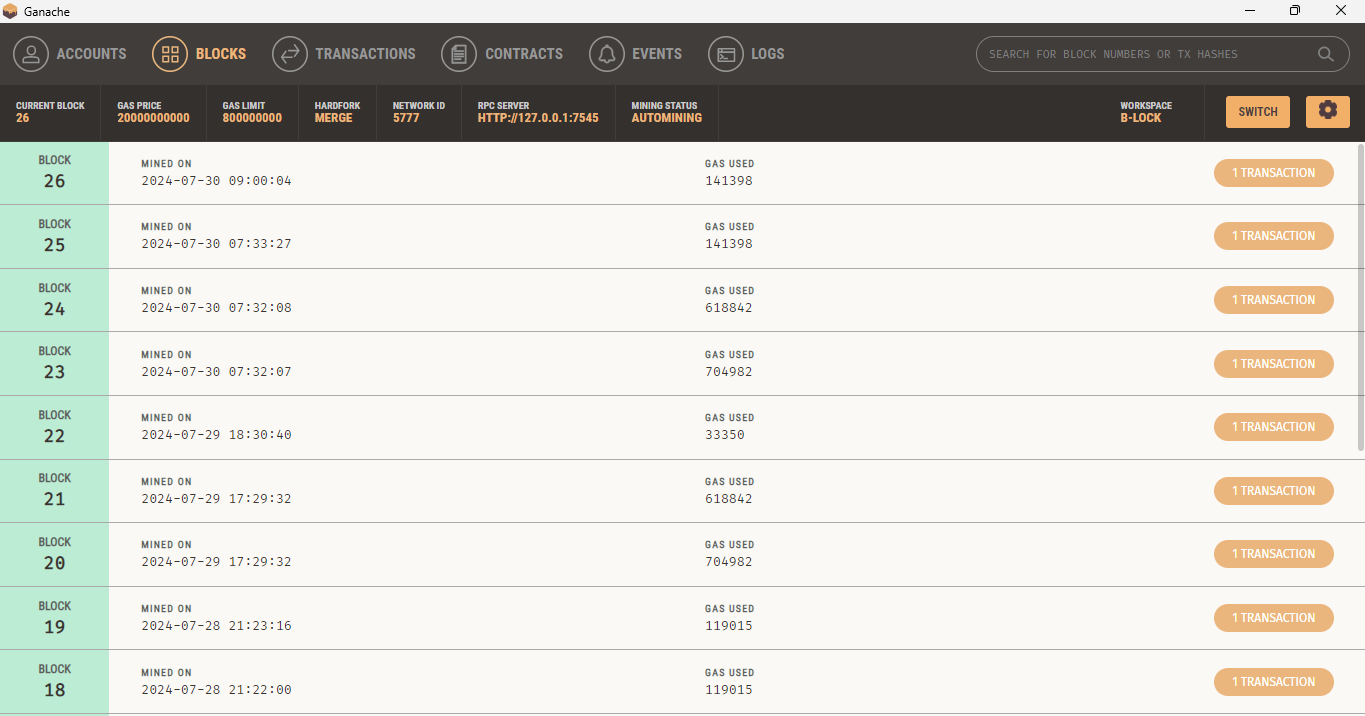 Ganache
ACCOUNTS BLOCKS TRANSACTIONS CONTRACTS EVENTS LOGS SEARCH FOR BLOCK NUMBERS OR TX HASHES
CURRENT BLOCK GAS PRICE GAS LIMIT HARDFORK NETWORK ID RPC SERVER MINING STATUS WORKSPACE
26 20000000000 800000000 MERGE 5777 HTTP://127.0.0.1:7545 AUTOMINING B-LOCK SWITCH
BLOCK MINED ON GAS USED
26 2024-07-30 09:00:04 141398 1 TRANSACTION
BLOCK MINED ON GAS USED
25 2024-07-30 07:33:27 141398 1 TRANSACTION
BLOCK MINED ON GAS USED
24 2024-07-30 07:32:08 618842 1 TRANSACTION
BLOCK MINED ON GAS USED
23 2024-07-30 07:32:07 704982 1 TRANSACTION
BLOCK MINED ON GAS USED
22 2024-07-29 18:30:40 33350 1 TRANSACTION
BLOCK MINED ON GAS USED
21 2024-07-29 17:29:32 618842 1 TRANSACTION
BLOCK MINED ON GAS USED
20 2024-07-29 17:29:32 704982 1 TRANSACTION
BLOCK MINED ON GAS USED
19 2024-07-28 21:23:16 119015 1 TRANSACTION
BLOCK MINED ON GAS USED
18 2024-07-28 21:22:00 119015 1 TRANSACTION